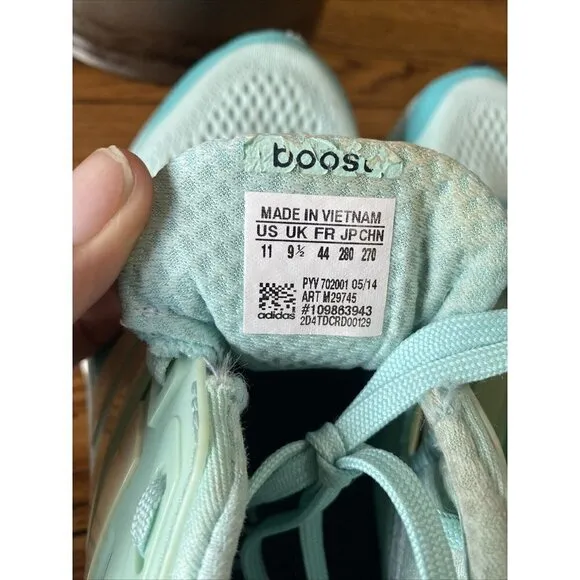 boost
MADE IN VIETNAM
US UK FR JP CHN
11 9½ 44 280 270
PYV 702001 05/14
ART M29745
#109863943
2D4TDCRD00129
adidas